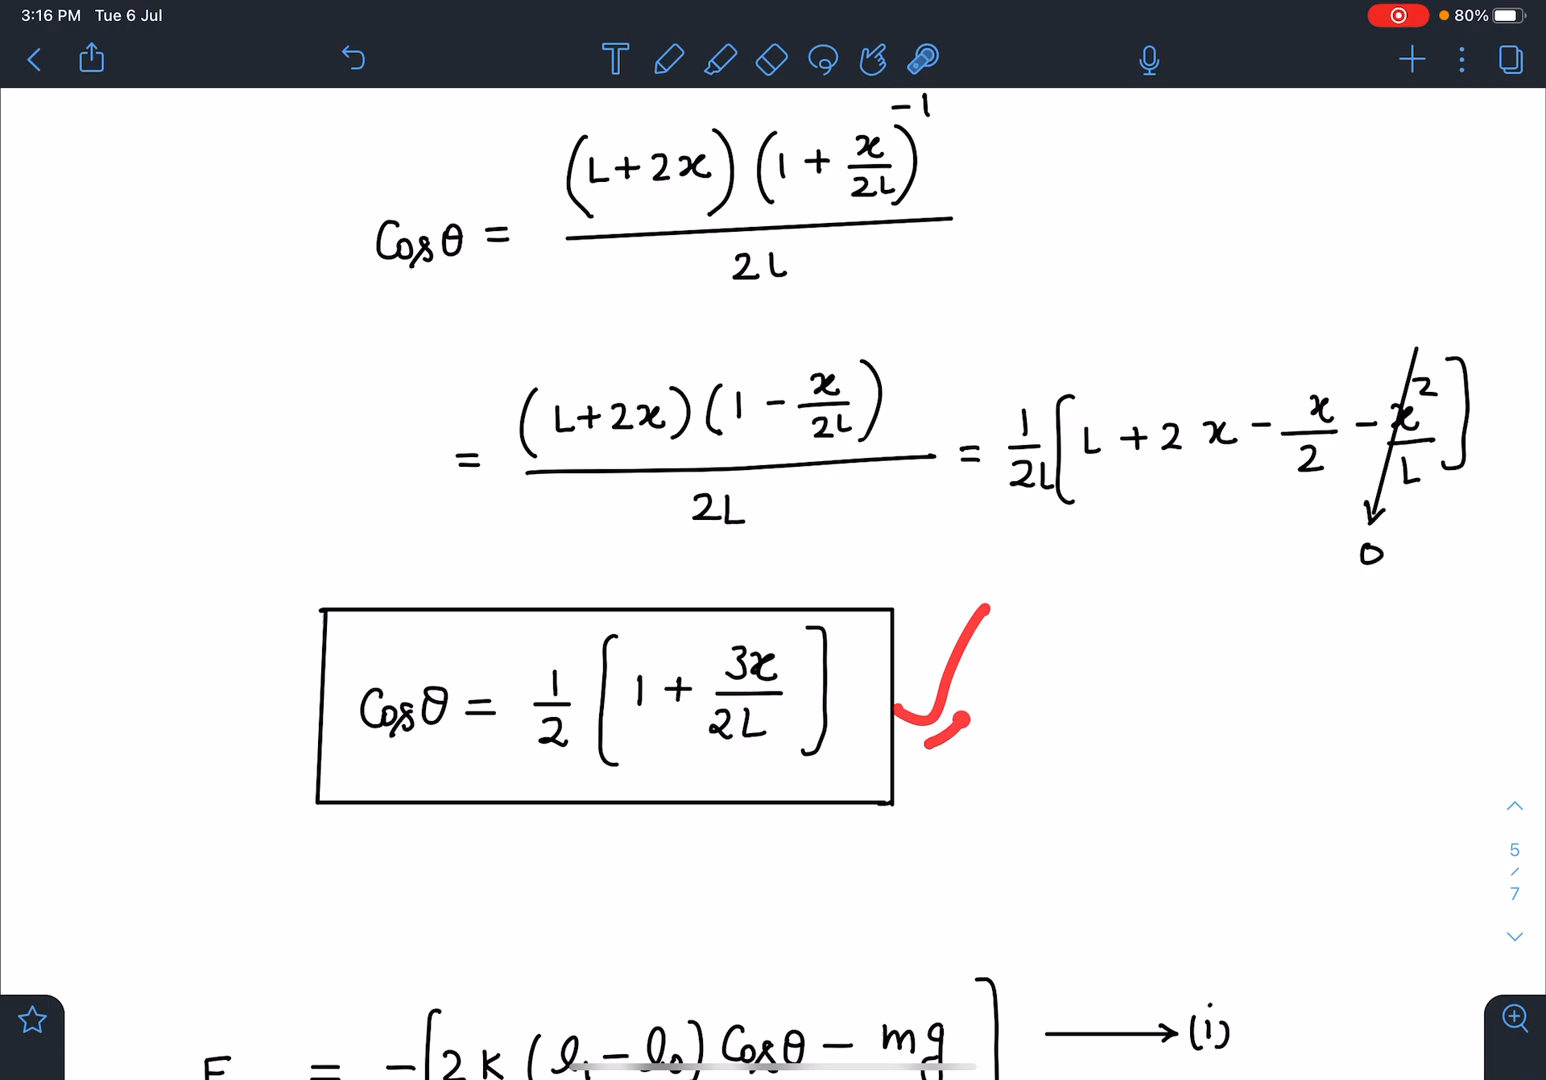 3:16 PM Tue 6 Jul
80%
T
Cosθ = (L+2x)(1 + x/2L)^-1 / 2L
= (L+2x)(1 - x/2L) / 2L = 1/2L [L + 2x - x/2 - x^2/L]
0
Cosθ = 1/2 [1 + 3x/2L]
5
/
7
F = -[2K(l1 - l0) Cosθ - mg] → (i)